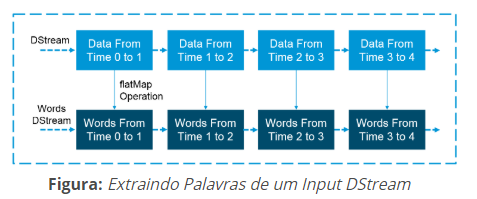 DStream
Data From
Time 0 to 1
Data From
Time 1 to 2
Data From
Time 2 to 3
Data From
Time 3 to 4
flatMap
Operation
Words
DStream
Words From
Time 0 to 1
Words From
Time 1 to 2
Words From
Time 2 to 3
Words From
Time 3 to 4
Figura: Extraindo Palavras de um Input DStream